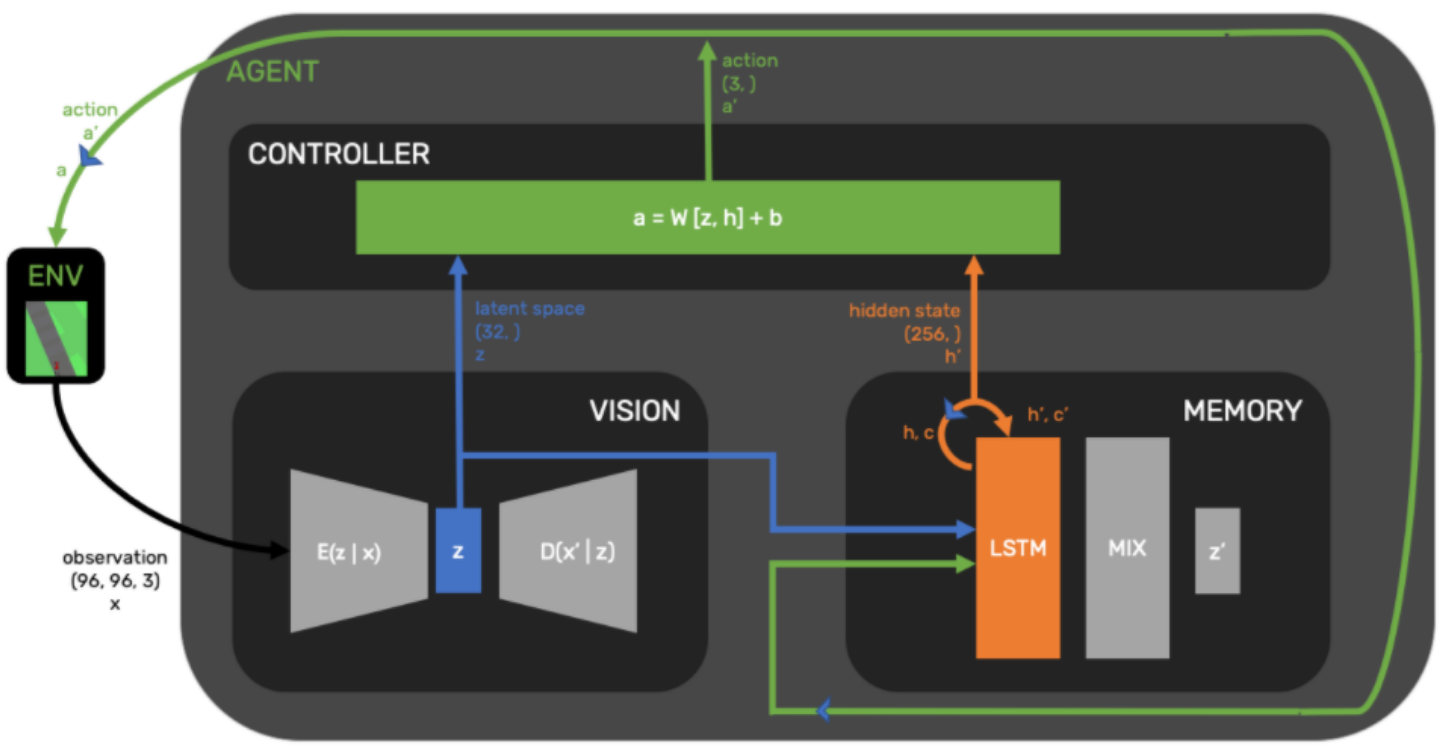 AGENT
action
(3, )
a'
action
a'
a
CONTROLLER
a = W [z, h] + b
ENV
latent space
(32, )
z
hidden state
(256, )
h'
VISION
MEMORY
h, c
h', c'
observation
(96, 96, 3)
x
E(z | x)
z
D(x' | z)
LSTM
MIX
z'